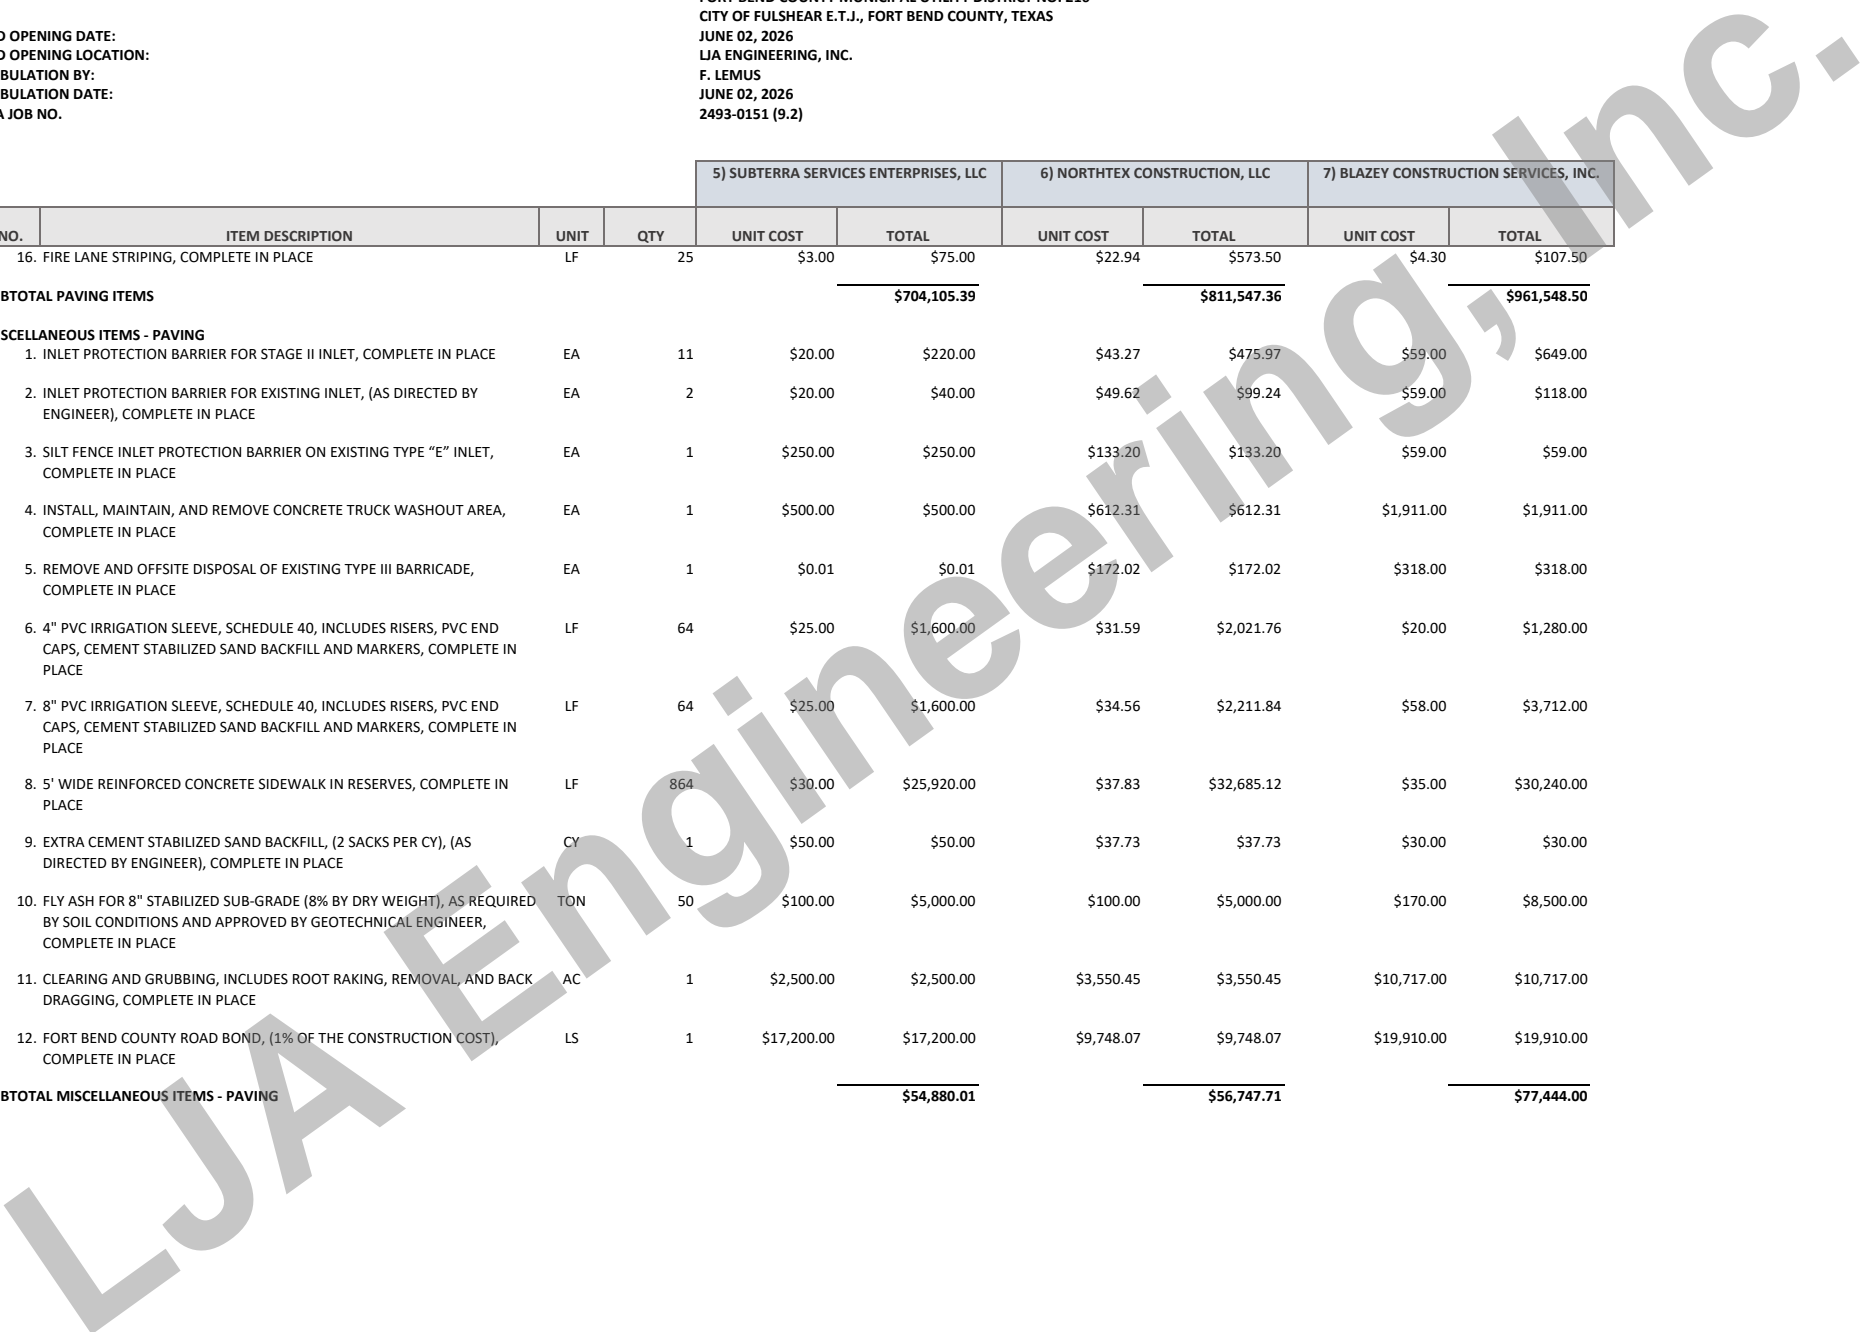 CITY OF FULSHEAR E.T.J., FORT BEND COUNTY, TEXAS
OPENING DATE: JUNE 02, 2026
OPENING LOCATION: LJA ENGINEERING, INC.
BULATION BY: F. LEMUS
BULATION DATE: JUNE 02, 2026
JOB NO. 2493-0151 (9.2)
5) SUBTERRA SERVICES ENTERPRISES, LLC 6) NORTHTEX CONSTRUCTION, LLC 7) BLAZEY CONSTRUCTION SERVICES, INC.
NO. ITEM DESCRIPTION UNIT QTY UNIT COST TOTAL UNIT COST TOTAL UNIT COST TOTAL
16. FIRE LANE STRIPING, COMPLETE IN PLACE LF 25 $3.00 $75.00 $22.94 $573.50 $4.30 $107.50
BTOTAL PAVING ITEMS $704,105.39 $811,547.36 $961,548.50
SCELLANEOUS ITEMS - PAVING
1. INLET PROTECTION BARRIER FOR STAGE II INLET, COMPLETE IN PLACE EA 11 $20.00 $220.00 $43.27 $475.97 $59.00 $649.00
2. INLET PROTECTION BARRIER FOR EXISTING INLET, (AS DIRECTED BY EA 2 $20.00 $40.00 $49.62 $99.24 $59.00 $118.00
ENGINEER), COMPLETE IN PLACE
3. SILT FENCE INLET PROTECTION BARRIER ON EXISTING TYPE “E” INLET, EA 1 $250.00 $250.00 $133.20 $133.20 $59.00 $59.00
COMPLETE IN PLACE
4. INSTALL, MAINTAIN, AND REMOVE CONCRETE TRUCK WASHOUT AREA, EA 1 $500.00 $500.00 $612.31 $612.31 $1,911.00 $1,911.00
COMPLETE IN PLACE
5. REMOVE AND OFFSITE DISPOSAL OF EXISTING TYPE III BARRICADE, EA 1 $0.01 $0.01 $172.02 $172.02 $318.00 $318.00
COMPLETE IN PLACE
6. 4" PVC IRRIGATION SLEEVE, SCHEDULE 40, INCLUDES RISERS, PVC END LF 64 $25.00 $1,600.00 $31.59 $2,021.76 $20.00 $1,280.00
CAPS, CEMENT STABILIZED SAND BACKFILL AND MARKERS, COMPLETE IN
PLACE
7. 8" PVC IRRIGATION SLEEVE, SCHEDULE 40, INCLUDES RISERS, PVC END LF 64 $25.00 $1,600.00 $34.56 $2,211.84 $58.00 $3,712.00
CAPS, CEMENT STABILIZED SAND BACKFILL AND MARKERS, COMPLETE IN
PLACE
8. 5' WIDE REINFORCED CONCRETE SIDEWALK IN RESERVES, COMPLETE IN LF 864 $30.00 $25,920.00 $37.83 $32,685.12 $35.00 $30,240.00
PLACE
9. EXTRA CEMENT STABILIZED SAND BACKFILL, (2 SACKS PER CY), (AS CY 1 $50.00 $50.00 $37.73 $37.73 $30.00 $30.00
DIRECTED BY ENGINEER), COMPLETE IN PLACE
10. FLY ASH FOR 8" STABILIZED SUB-GRADE (8% BY DRY WEIGHT), AS REQUIRED TON 50 $100.00 $5,000.00 $100.00 $5,000.00 $170.00 $8,500.00
BY SOIL CONDITIONS AND APPROVED BY GEOTECHNICAL ENGINEER,
COMPLETE IN PLACE
11. CLEARING AND GRUBBING, INCLUDES ROOT RAKING, REMOVAL, AND BACK AC 1 $2,500.00 $2,500.00 $3,550.45 $3,550.45 $10,717.00 $10,717.00
DRAGGING, COMPLETE IN PLACE
12. FORT BEND COUNTY ROAD BOND, (1% OF THE CONSTRUCTION COST), LS 1 $17,200.00 $17,200.00 $9,748.07 $9,748.07 $19,910.00 $19,910.00
COMPLETE IN PLACE
BTOTAL MISCELLANEOUS ITEMS - PAVING $54,880.01 $56,747.71 $77,444.00
LJA Engineering, Inc.